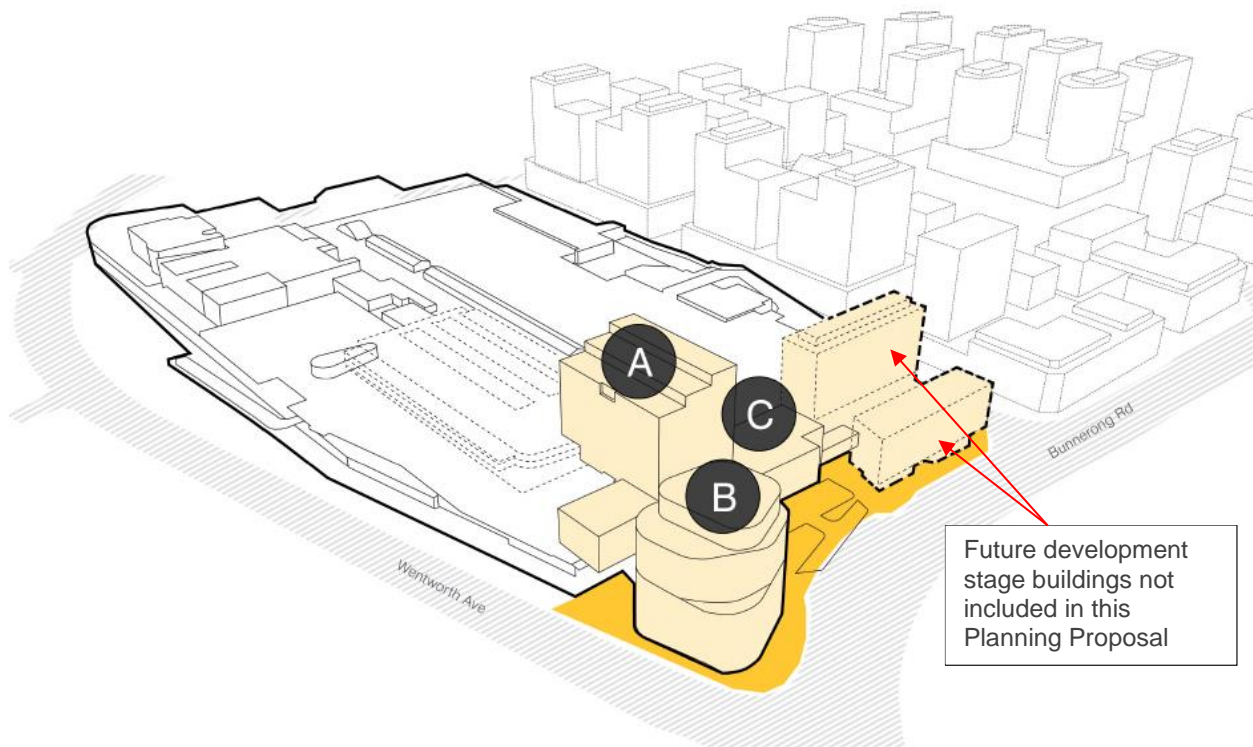 A
C
B
Bunnerong Rd
Wentworth Ave
Future development
stage buildings not
included in this
Planning Proposal